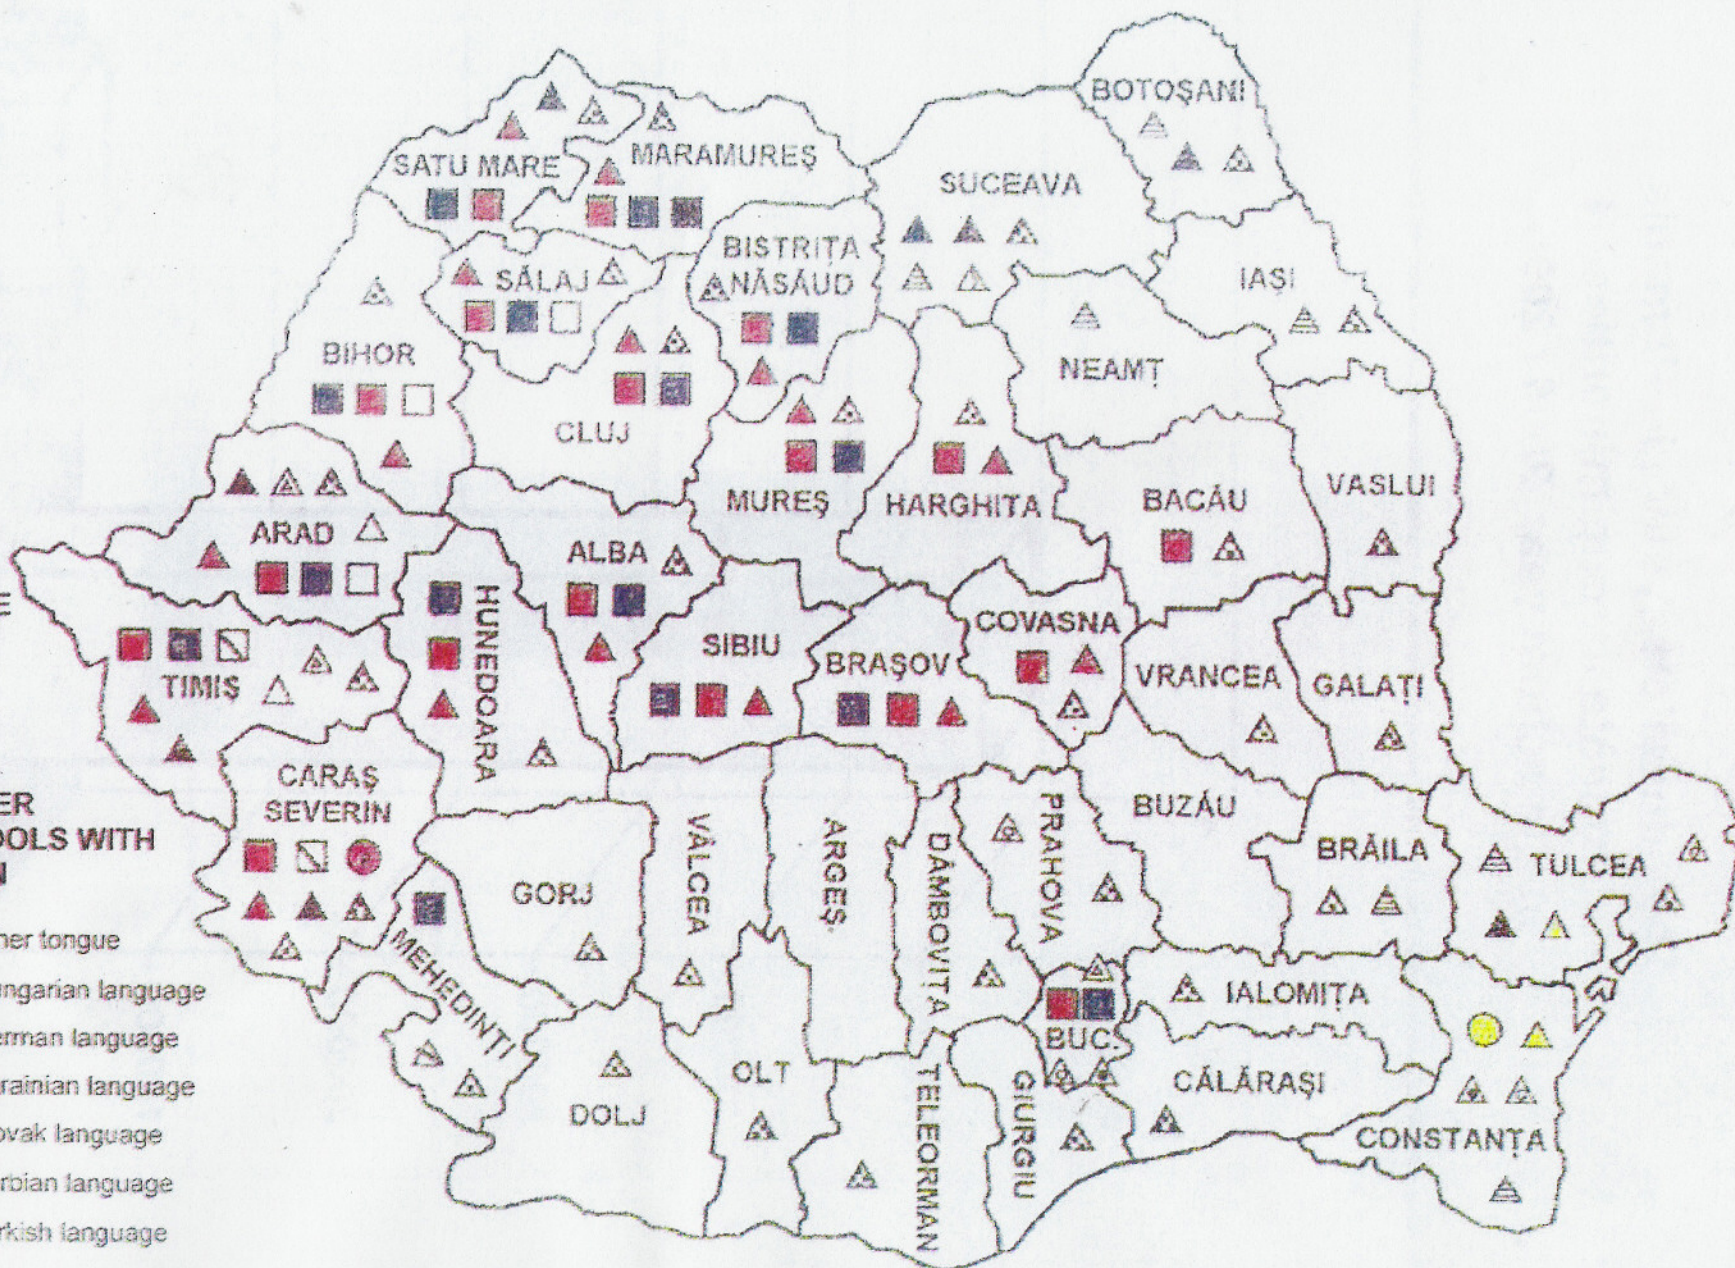 BOTOŞANI
SATU MARE
MARAMUREŞ
SUCEAVA
BISTRIŢA
NĂSĂUD
SĂLAJ
IAŞI
BIHOR
NEAMŢ
CLUJ
MUREŞ
HARGHITA
BACĂU
VASLUI
ARAD
ALBA
HUNEDOARA
COVASNA
SIBIU
BRAŞOV
VRANCEA
GALAŢI
TIMIŞ
CARAŞ
SEVERIN
PRAHOVA
BUZĂU
VÂLCEA
ARGEŞ
DÂMBOVIŢA
BRĂILA
TULCEA
GORJ
MEHEDINŢI
IALOMIŢA
BUC.
CĂLĂRAŞI
OLT
DOLJ
TELEORMAN
GIURGIU
CONSTANŢA
E
ER
OOLS WITH
N
her tongue
ungarian language
erman language
rainian language
ovak language
rbian language
rkish language